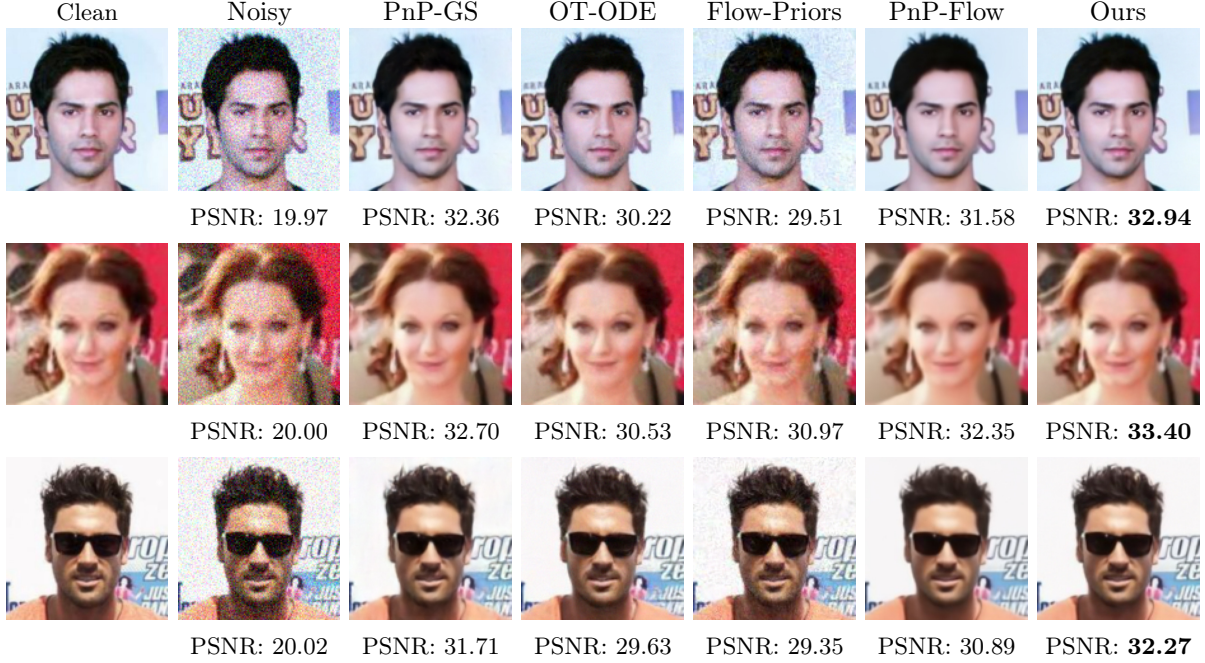 Clean Noisy PnP-GS OT-ODE Flow-Priors PnP-Flow Ours
PSNR: 19.97 PSNR: 32.36 PSNR: 30.22 PSNR: 29.51 PSNR: 31.58 PSNR: 32.94
PSNR: 20.00 PSNR: 32.70 PSNR: 30.53 PSNR: 30.97 PSNR: 32.35 PSNR: 33.40
PSNR: 20.02 PSNR: 31.71 PSNR: 29.63 PSNR: 29.35 PSNR: 30.89 PSNR: 32.27